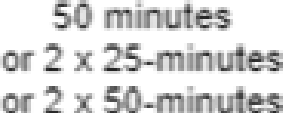 50 minutes
or 2 x 25-minutes
or 2 x 50-minutes